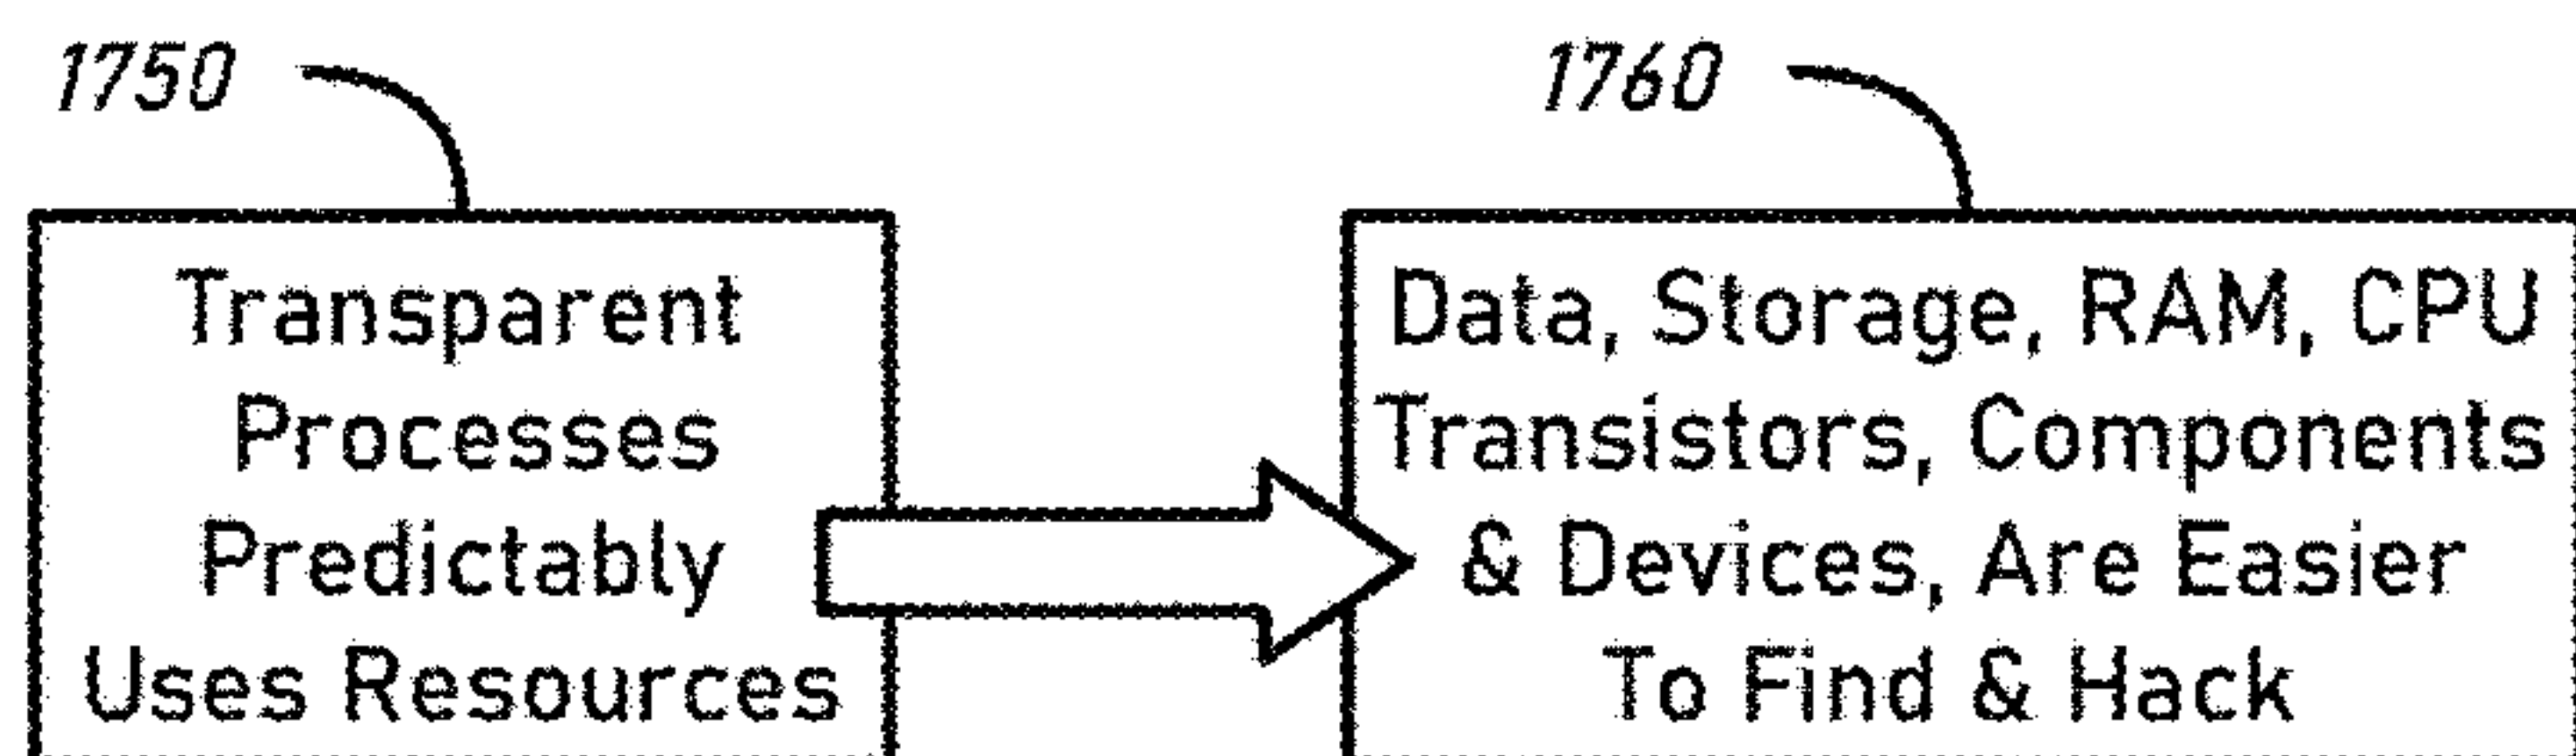 1750
Transparent
Processes
Predictably
Uses Resources
1760
Data, Storage, RAM, CPU
Transistors, Components
& Devices, Are Easier
To Find & Hack